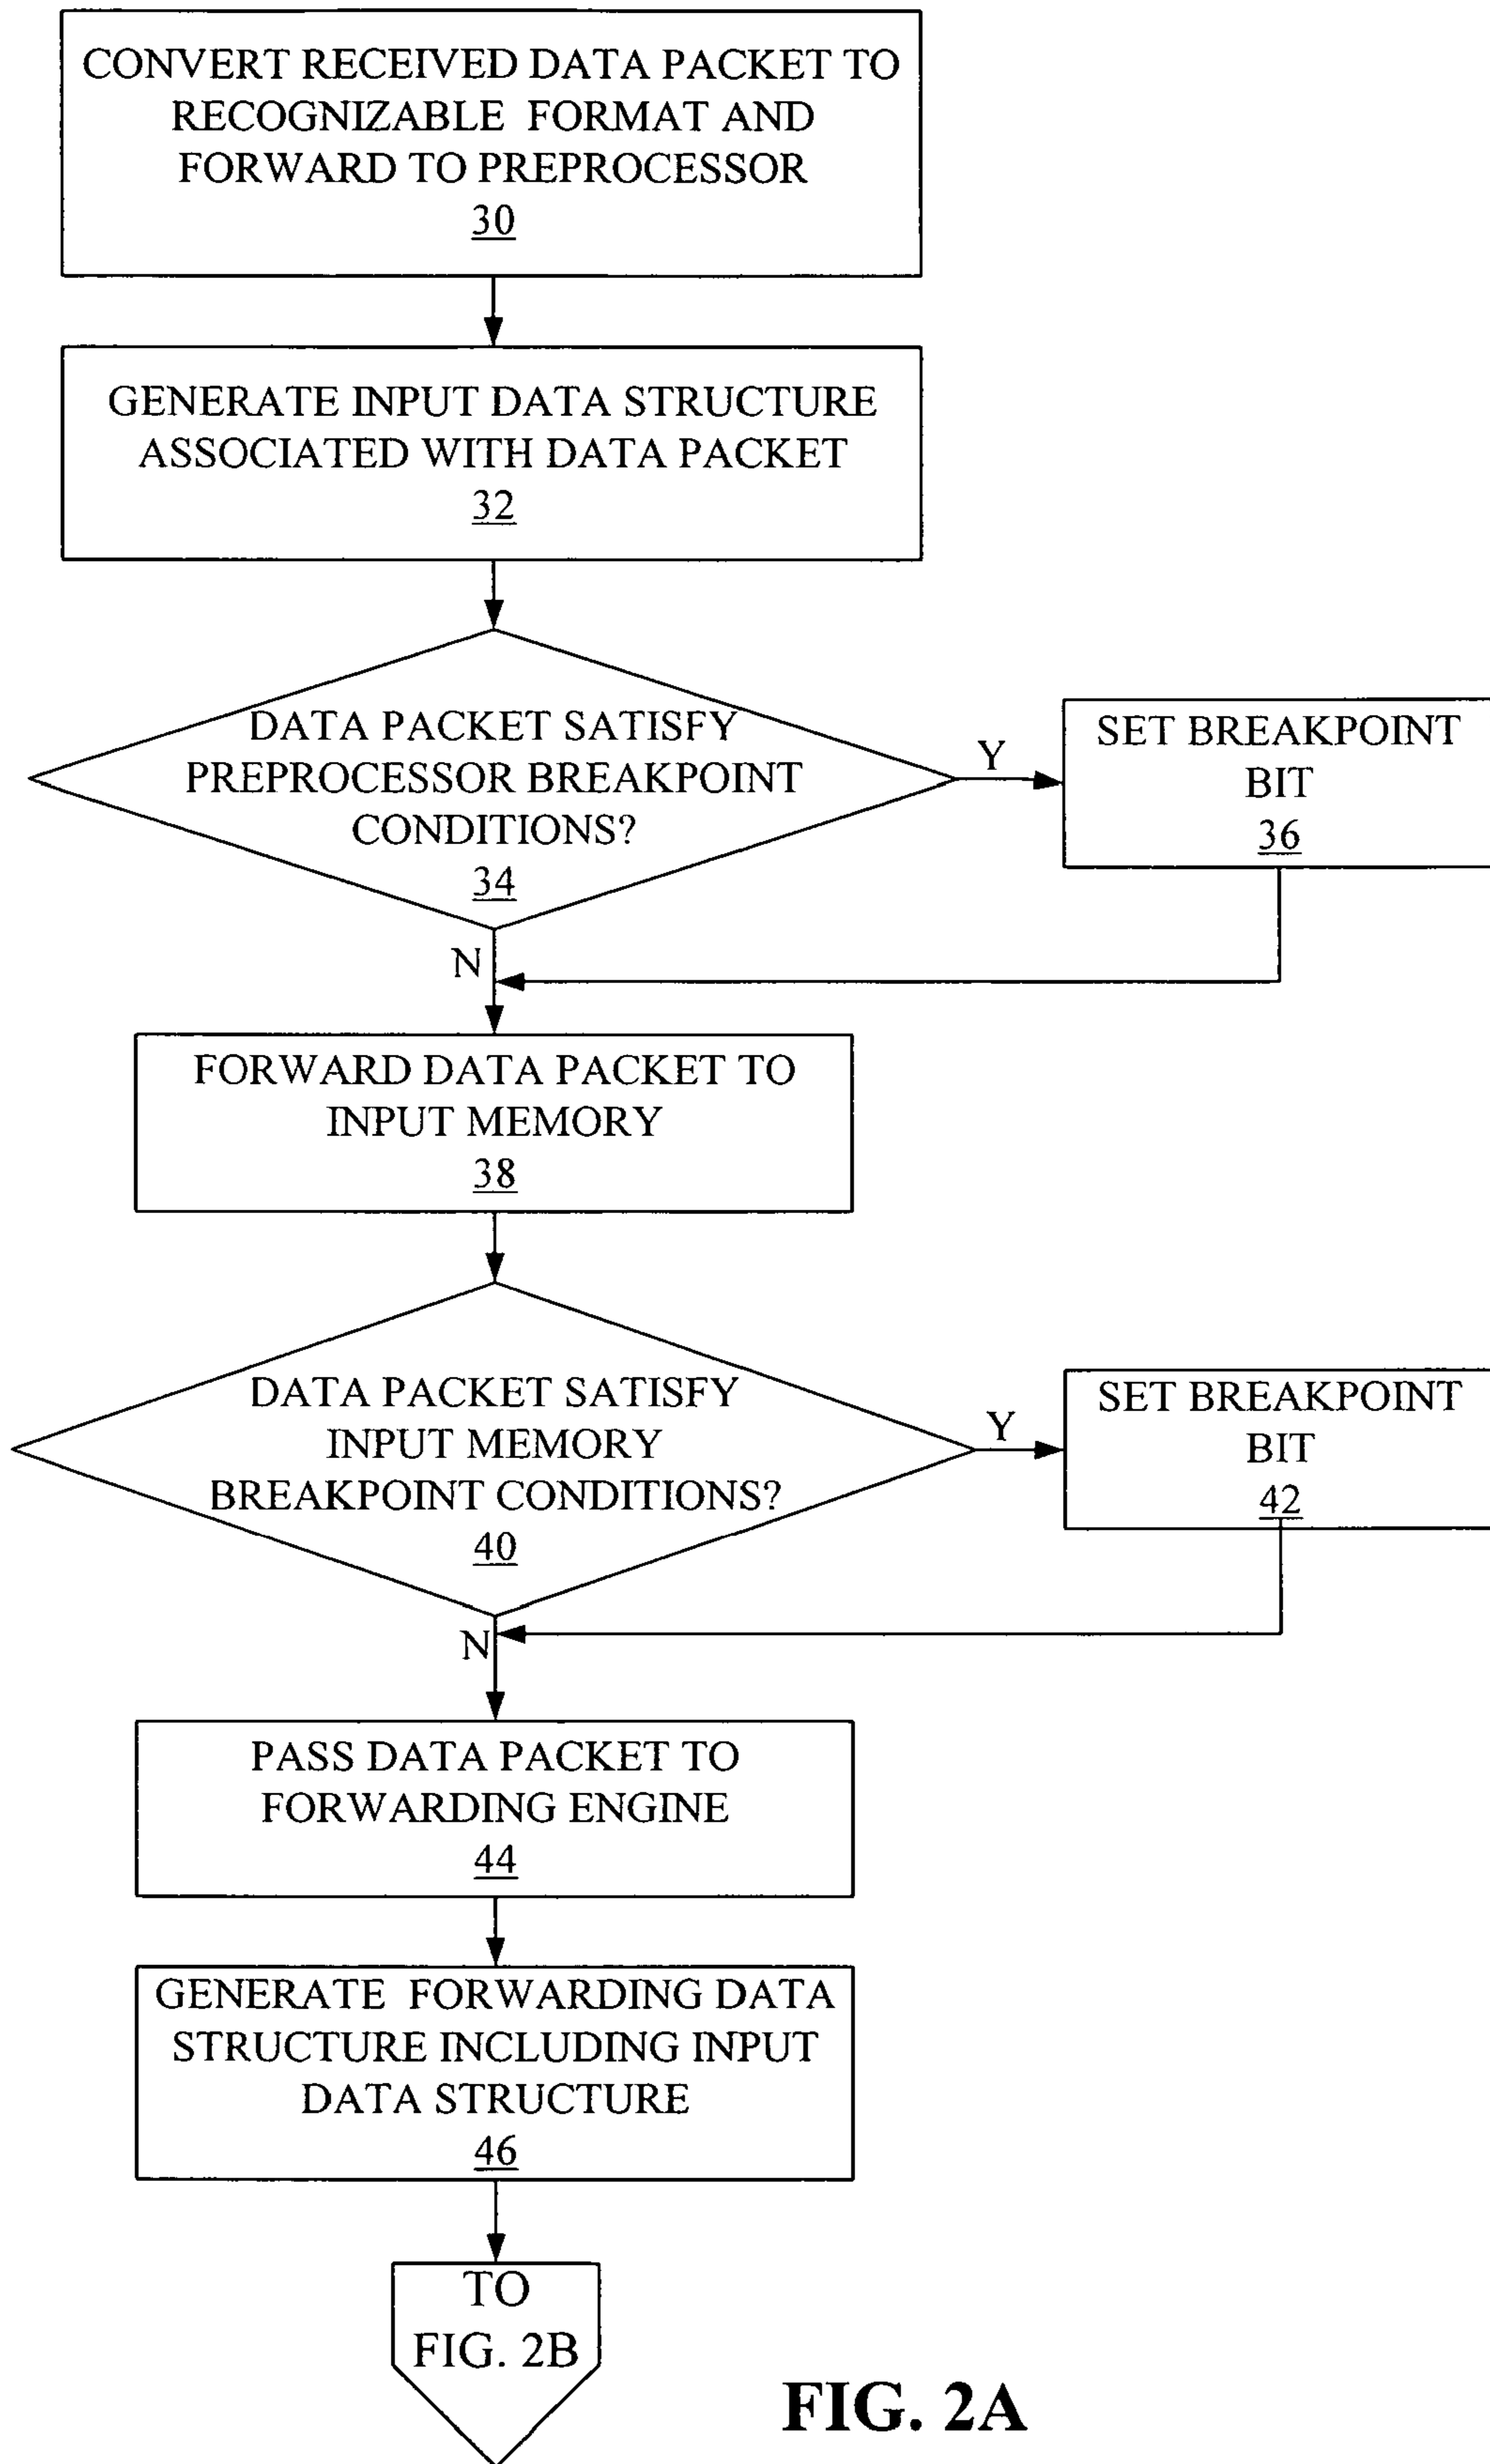 CONVERT RECEIVED DATA PACKET TO
RECOGNIZABLE FORMAT AND
FORWARD TO PREPROCESSOR
30
GENERATE INPUT DATA STRUCTURE
ASSOCIATED WITH DATA PACKET
32
DATA PACKET SATISFY
PREPROCESSOR BREAKPOINT
CONDITIONS?
34
Y
SET BREAKPOINT
BIT
36
N
FORWARD DATA PACKET TO
INPUT MEMORY
38
DATA PACKET SATISFY
INPUT MEMORY
BREAKPOINT CONDITIONS?
40
Y
SET BREAKPOINT
BIT
42
N
PASS DATA PACKET TO
FORWARDING ENGINE
44
GENERATE FORWARDING DATA
STRUCTURE INCLUDING INPUT
DATA STRUCTURE
46
TO
FIG. 2B
FIG. 2A